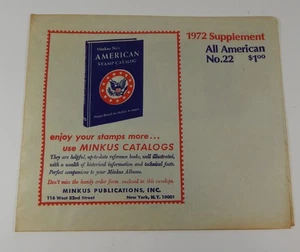 1972 Supplement
All American
No.22 $1.00
Minkus New
AMERICAN
STAMP CATALOG
enjoy your stamps more...
use MINKUS CATALOGS
They are helpful, up-to-date reference books, well illustrated,
with a wealth of historical information and technical facts.
Perfect companions to your Minkus Albums.
Don't miss the handy order form enclosed in this envelope.
MINKUS PUBLICATIONS, INC.
116 West 32nd Street New York, N.Y. 10001